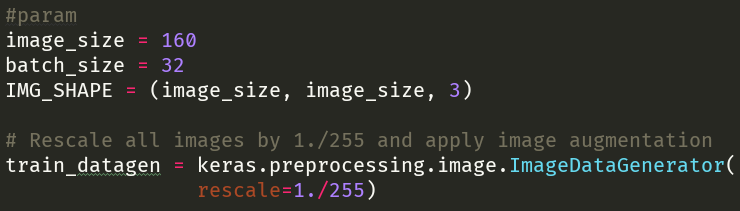 #param
image_size = 160
batch_size = 32
IMG_SHAPE = (image_size, image_size, 3)
# Rescale all images by 1./255 and apply image augmentation
train_datagen = keras.preprocessing.image.ImageDataGenerator(
rescale=1./255)